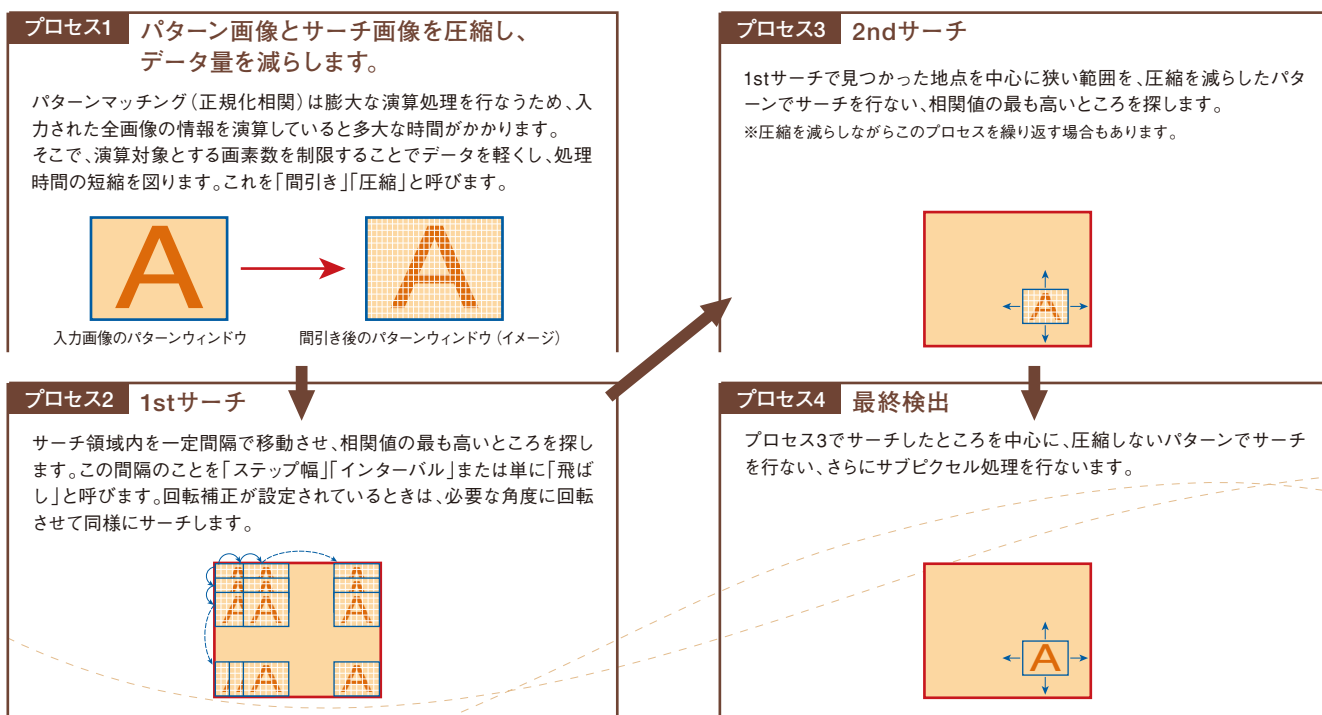 プロセス1 パターン画像とサーチ画像を圧縮し、
データ量を減らします。
パターンマッチング(正規化相関)は膨大な演算処理を行なうため、入
力された全画像の情報を演算していると多大な時間がかかります。
そこで、演算対象とする画素数を制限することでデータを軽くし、処理
時間の短縮を図ります。これを「間引き」「圧縮」と呼びます。
A
A
入力画像のパターンウィンドウ
間引き後のパターンウィンドウ(イメージ)
プロセス2 1stサーチ
サーチ領域内を一定間隔で移動させ、相関値の最も高いところを探し
ます。この間隔のことを「ステップ幅」「インターバル」または単に「飛ば
し」と呼びます。回転補正が設定されているときは、必要な角度に回転
させて同様にサーチします。
A A A
A A A
A A A
A A
プロセス3 2ndサーチ
1stサーチで見つかった地点を中心に狭い範囲を、圧縮を減らしたパタ
ーンでサーチを行ない、相関値の最も高いところを探します。
※圧縮を減らしながらこのプロセスを繰り返す場合もあります。
A
プロセス4 最終検出
プロセス3でサーチしたところを中心に、圧縮しないパターンでサーチ
を行ない、さらにサブピクセル処理を行ないます。
A